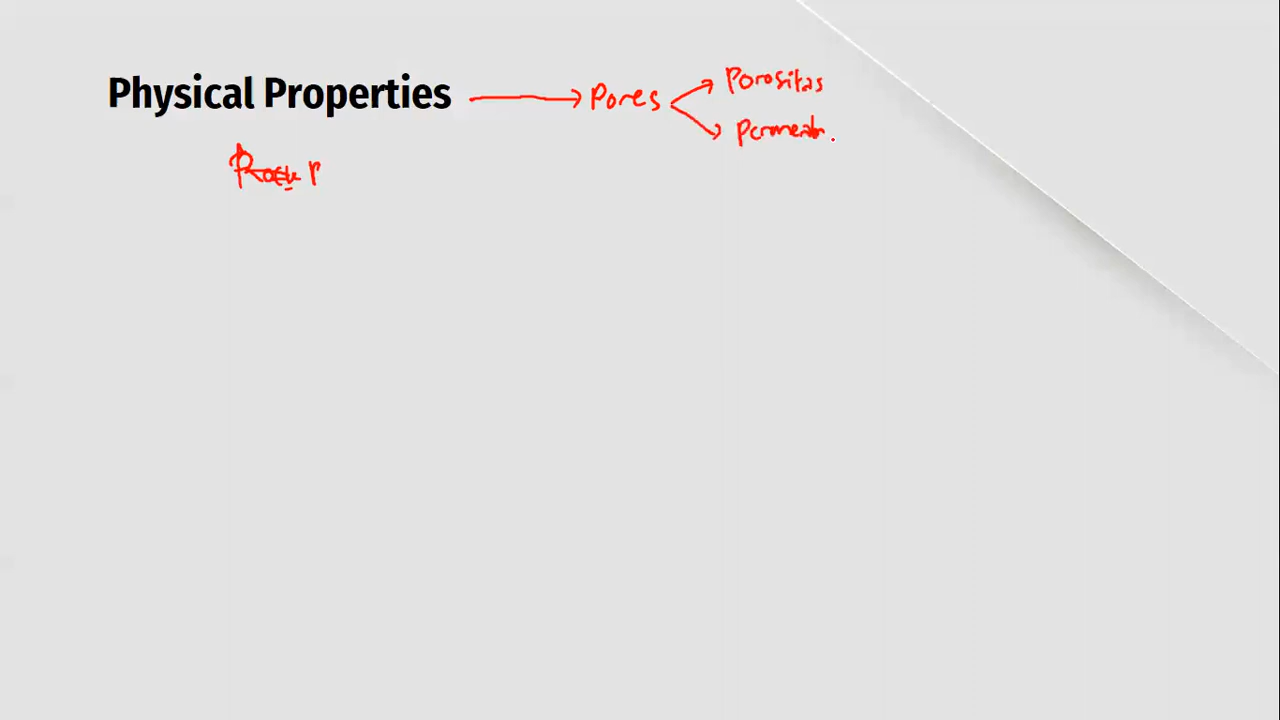 Physical Properties → Pores → Porositas
→ Permeab